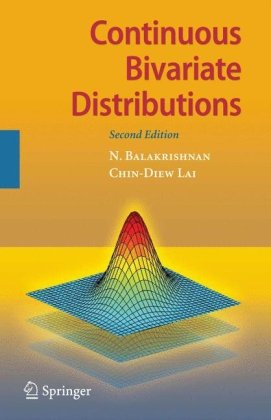 Continuous
Bivariate
Distributions
Second Edition
N. BALAKRISHNAN
CHIN-DIEW LAI
Springer